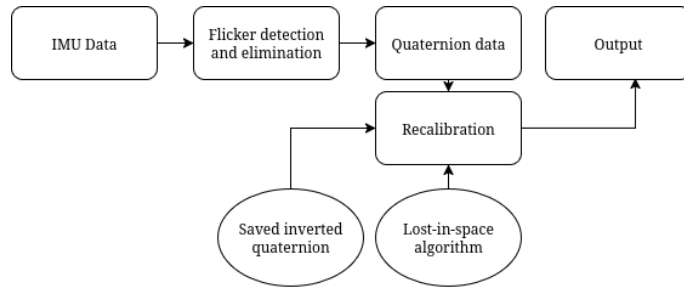 IMU Data
Flicker detection
and elimination
Quaternion data
Output
Recalibration
Saved inverted
quaternion
Lost-in-space
algorithm